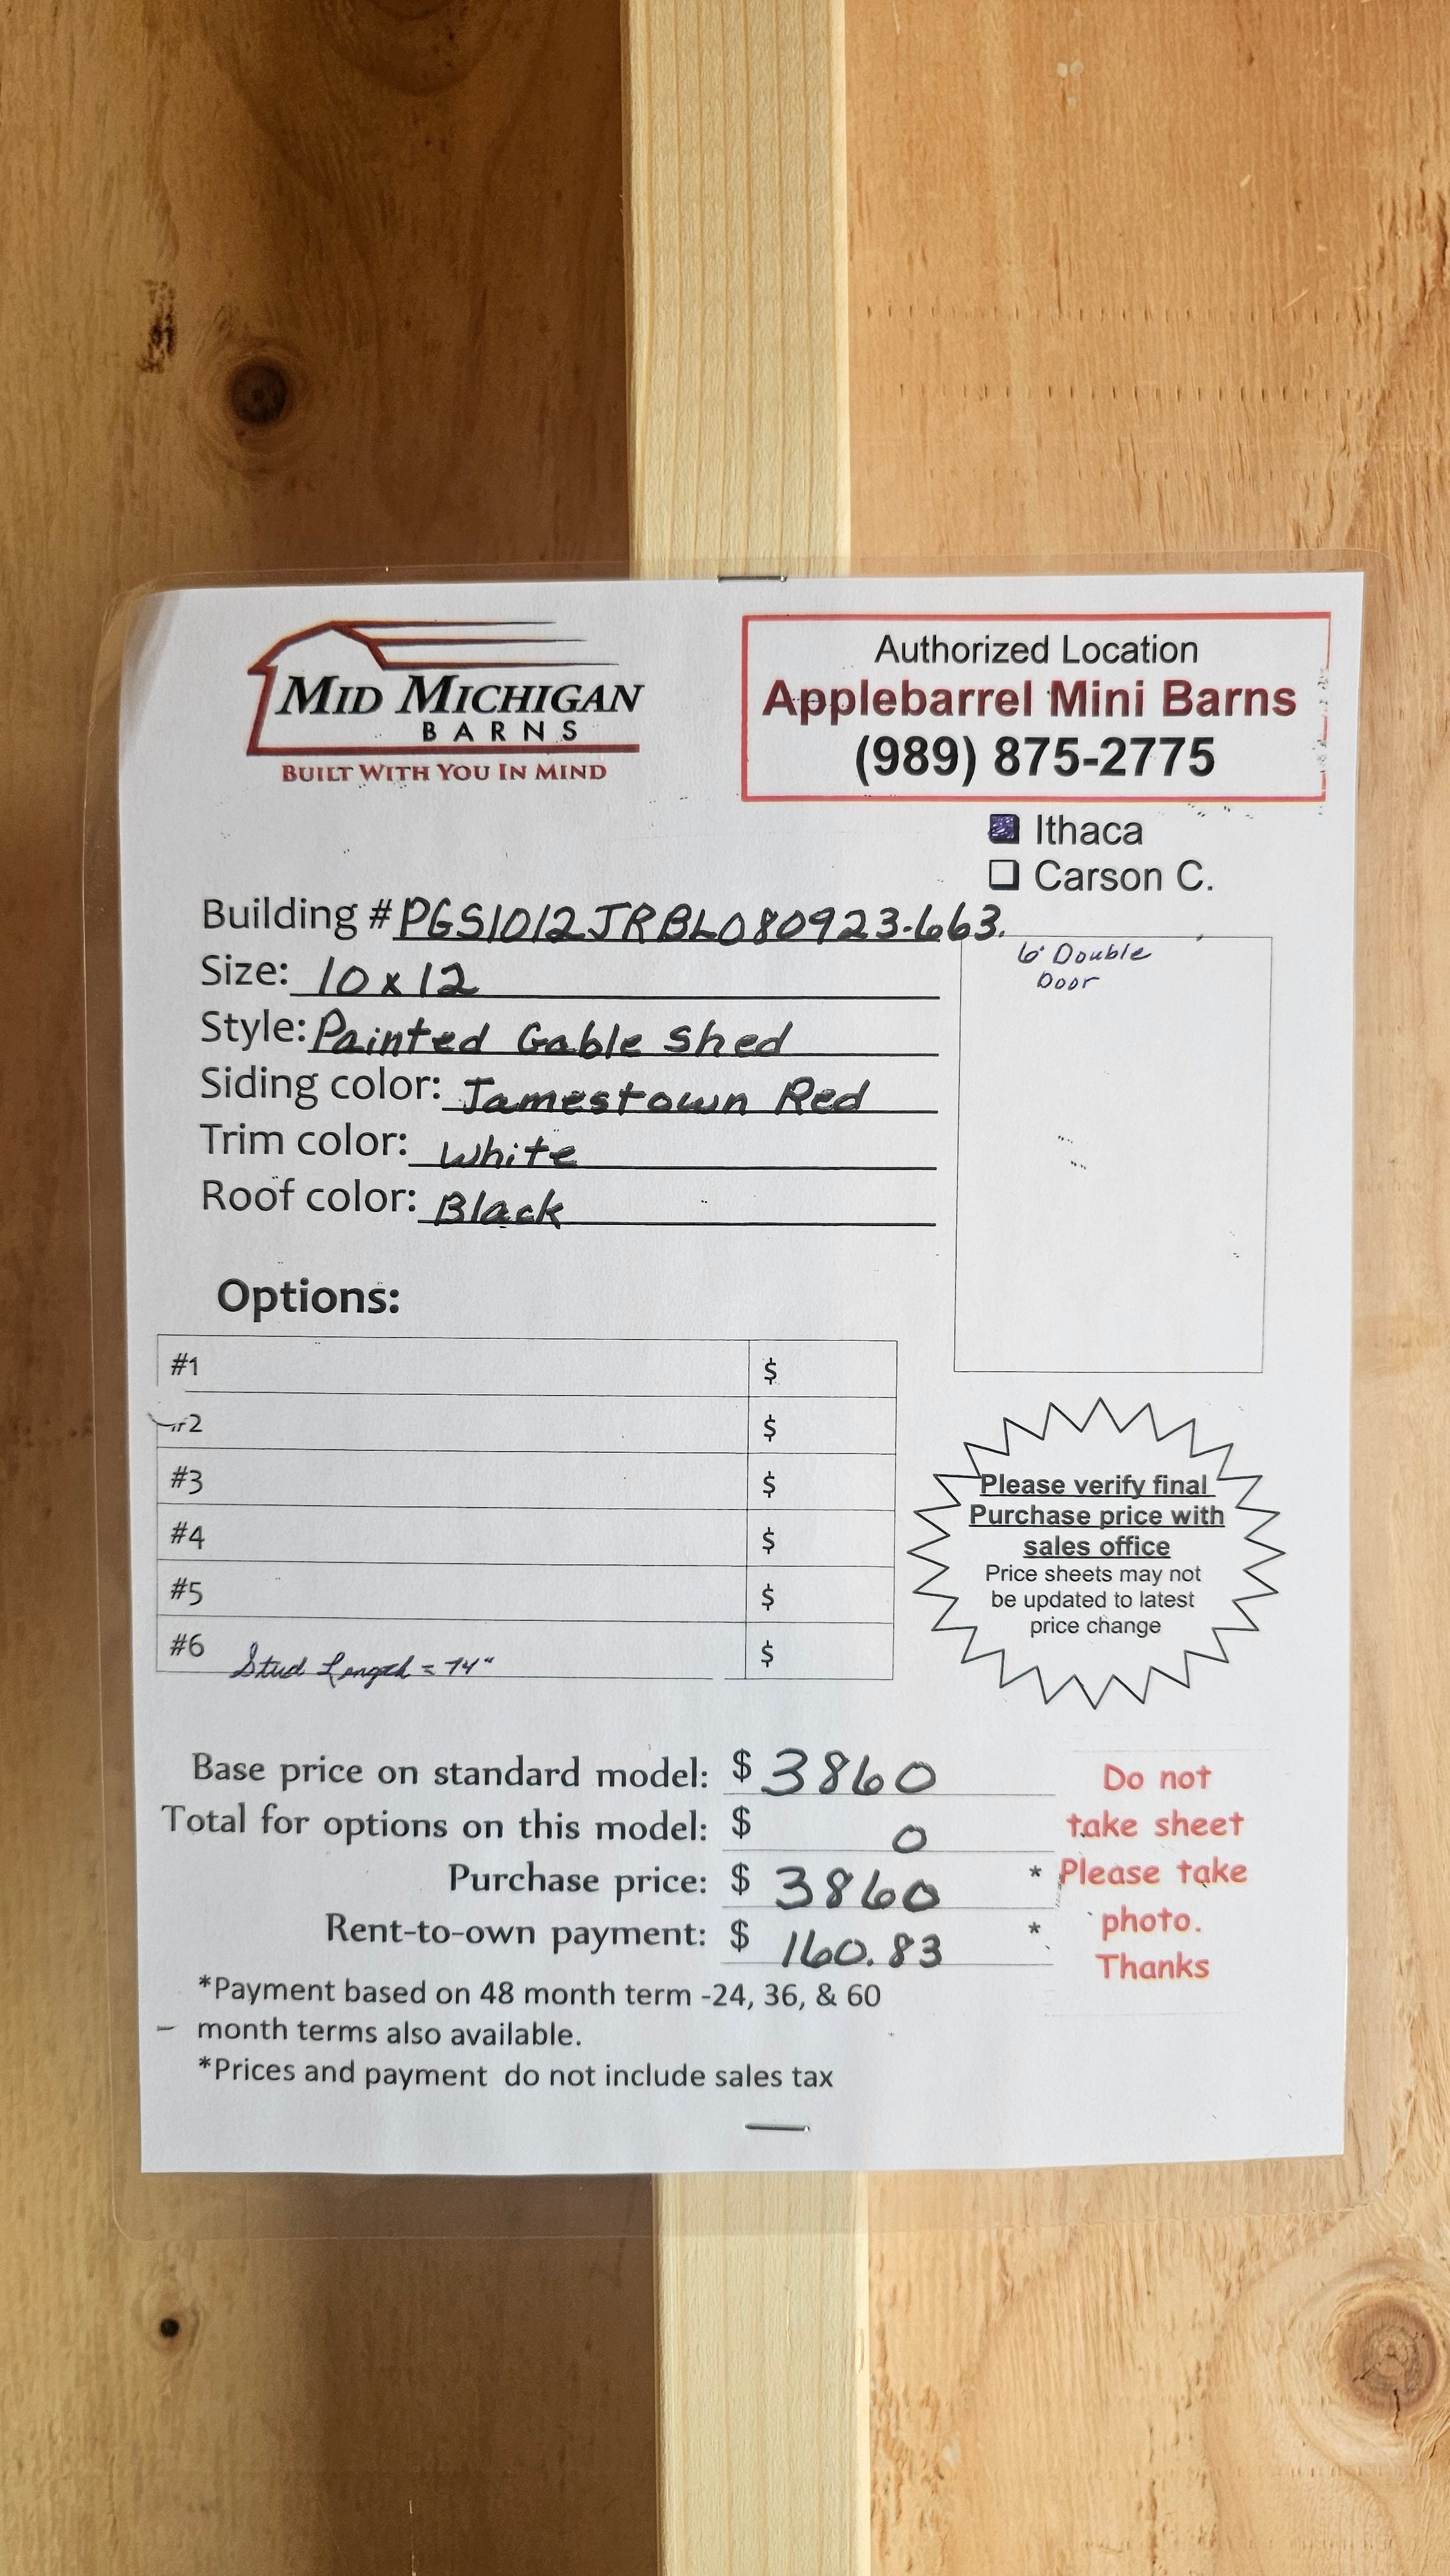 MID MICHIGAN
BARNS
BUILT WITH YOU IN MIND
Authorized Location
Applebarrel Mini Barns
(989) 875-2775
Ithaca
Carson C.
Building # PGS1012JRBL080923-663.
Size: 10 x 12
Style: Painted Gable Shed
Siding color: Jamestown Red
Trim color: White
Roof color: Black
6' Double
Door
Options:
#1 $
#2 $
#3 $
#4 $
#5 $
#6 Stud Length = 74" $
Please verify final
Purchase price with
sales office
Price sheets may not
be updated to latest
price change
Base price on standard model: $ 3860
Total for options on this model: $ 0
Purchase price: $ 3860 *
Rent-to-own payment: $ 160.83 *
Do not
take sheet
Please take
photo.
Thanks
*Payment based on 48 month term -24, 36, & 60
month terms also available.
*Prices and payment do not include sales tax